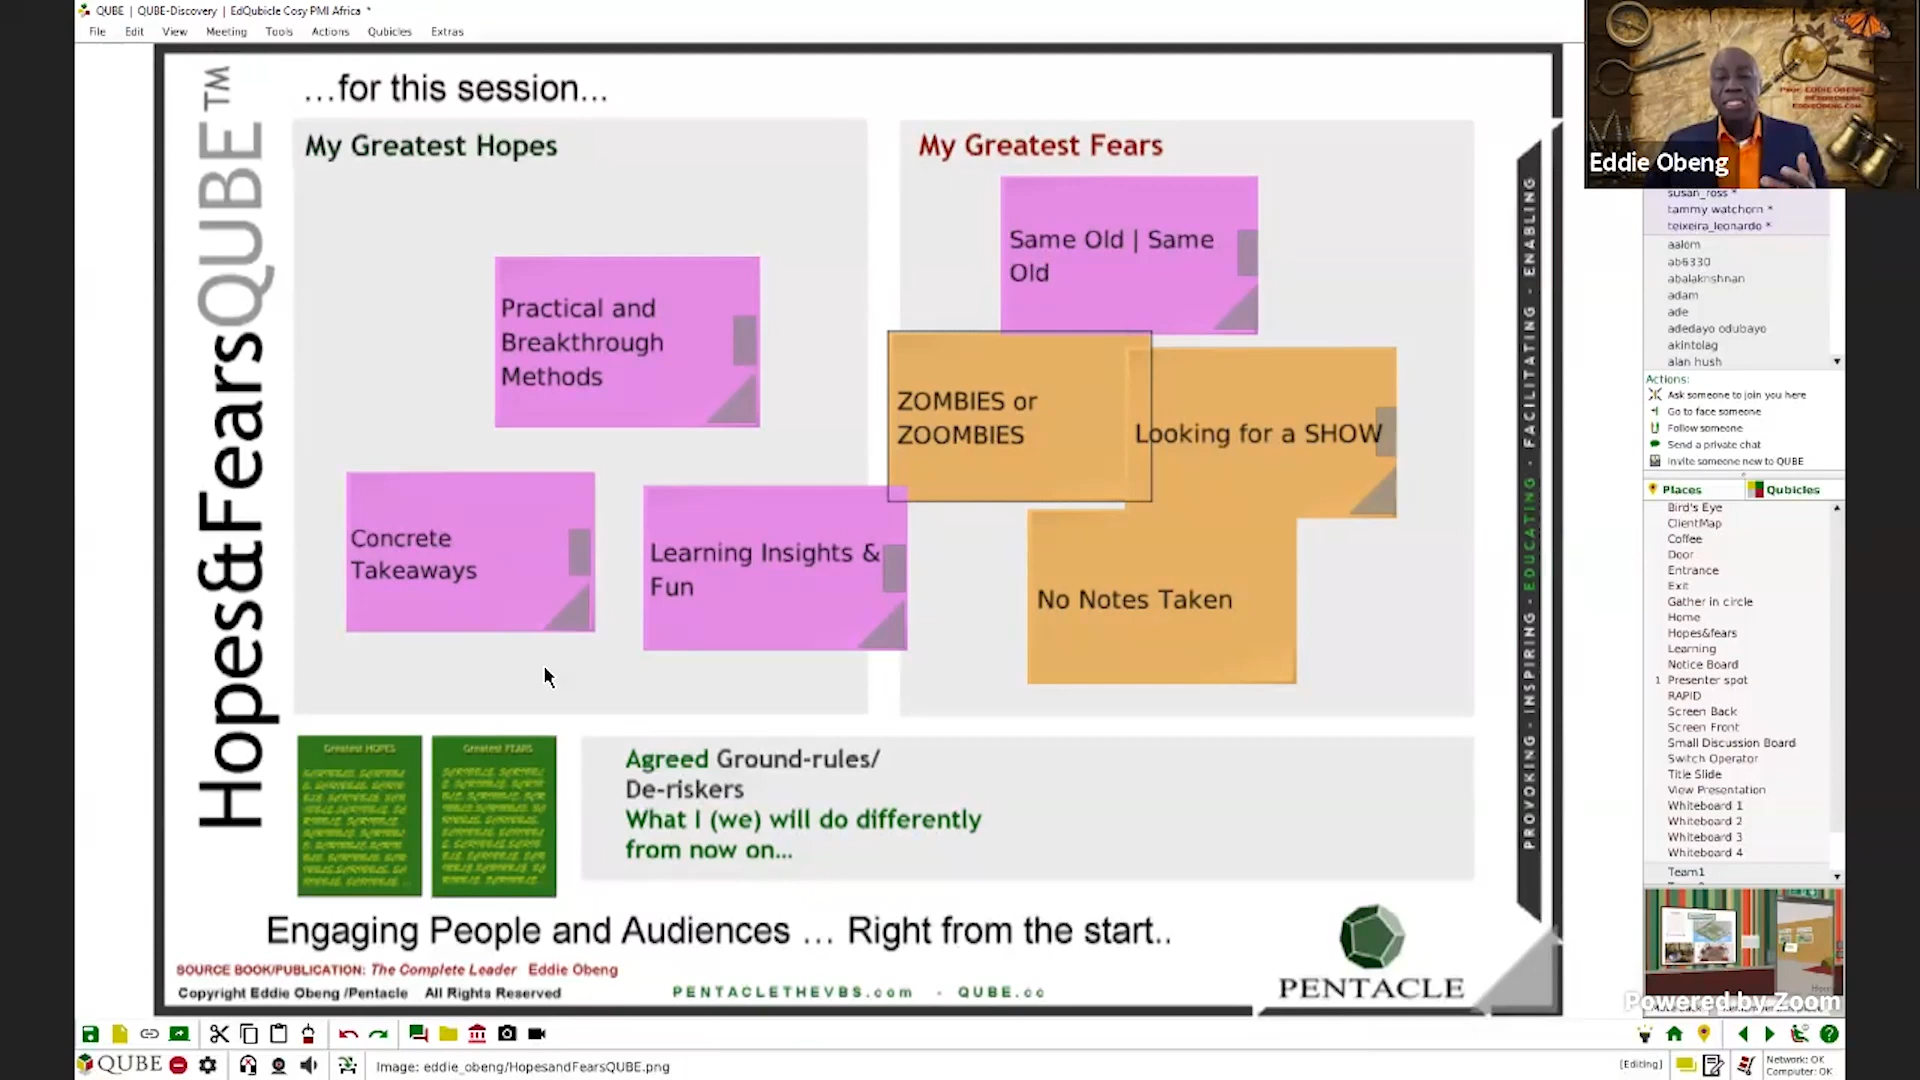 QUBE | QUBE-Discovery | EdQubicle Cosy PMI Africa *
File Edit View Meeting Tools Actions Qubicles Extras
Hopes&FearsQUBE™
...for this session...
My Greatest Hopes
My Greatest Fears
Practical and
Breakthrough
Methods
Concrete
Takeaways
Learning Insights &
Fun
Same Old | Same
Old
ZOMBIES or
ZOOMBIES
Looking for a SHOW
No Notes Taken
Greatest HOPES
Greatest FEARS
Agreed Ground-rules/
De-riskers
What I (we) will do differently
from now on...
Engaging People and Audiences ... Right from the start..
SOURCE BOOK/PUBLICATION: The Complete Leader Eddie Obeng
Copyright Eddie Obeng /Pentacle All Rights Reserved
PENTACLETHEVBS.com - QUBE.cc
PENTACLE
PROVOKING - INSPIRING - EDUCATING - FACILITATING - ENABLING
Prof. EDDIE OBENG
Eddie Obeng
susan_ross *
tammy watchorn *
teixeira_leonardo *
aalom
ab6330
abalakrishnan
adam
ade
adedayo odubayo
akintolag
alan hush
Actions:
Ask someone to join you here
Go to face someone
Follow someone
Send a private chat
Invite someone new to QUBE
Places Qubicles
Bird's Eye
ClientMap
Coffee
Door
Entrance
Exit
Gather in circle
Home
Hopes&fears
Learning
Notice Board
1 Presenter spot
RAPID
Screen Back
Screen Front
Small Discussion Board
Switch Operator
Title Slide
View Presentation
Whiteboard 1
Whiteboard 2
Whiteboard 3
Whiteboard 4
Team1
Powered by Zoom
QUBE
Image: eddie_obeng/HopesandFearsQUBE.png
[Editing]
Network: OK
Computer: OK